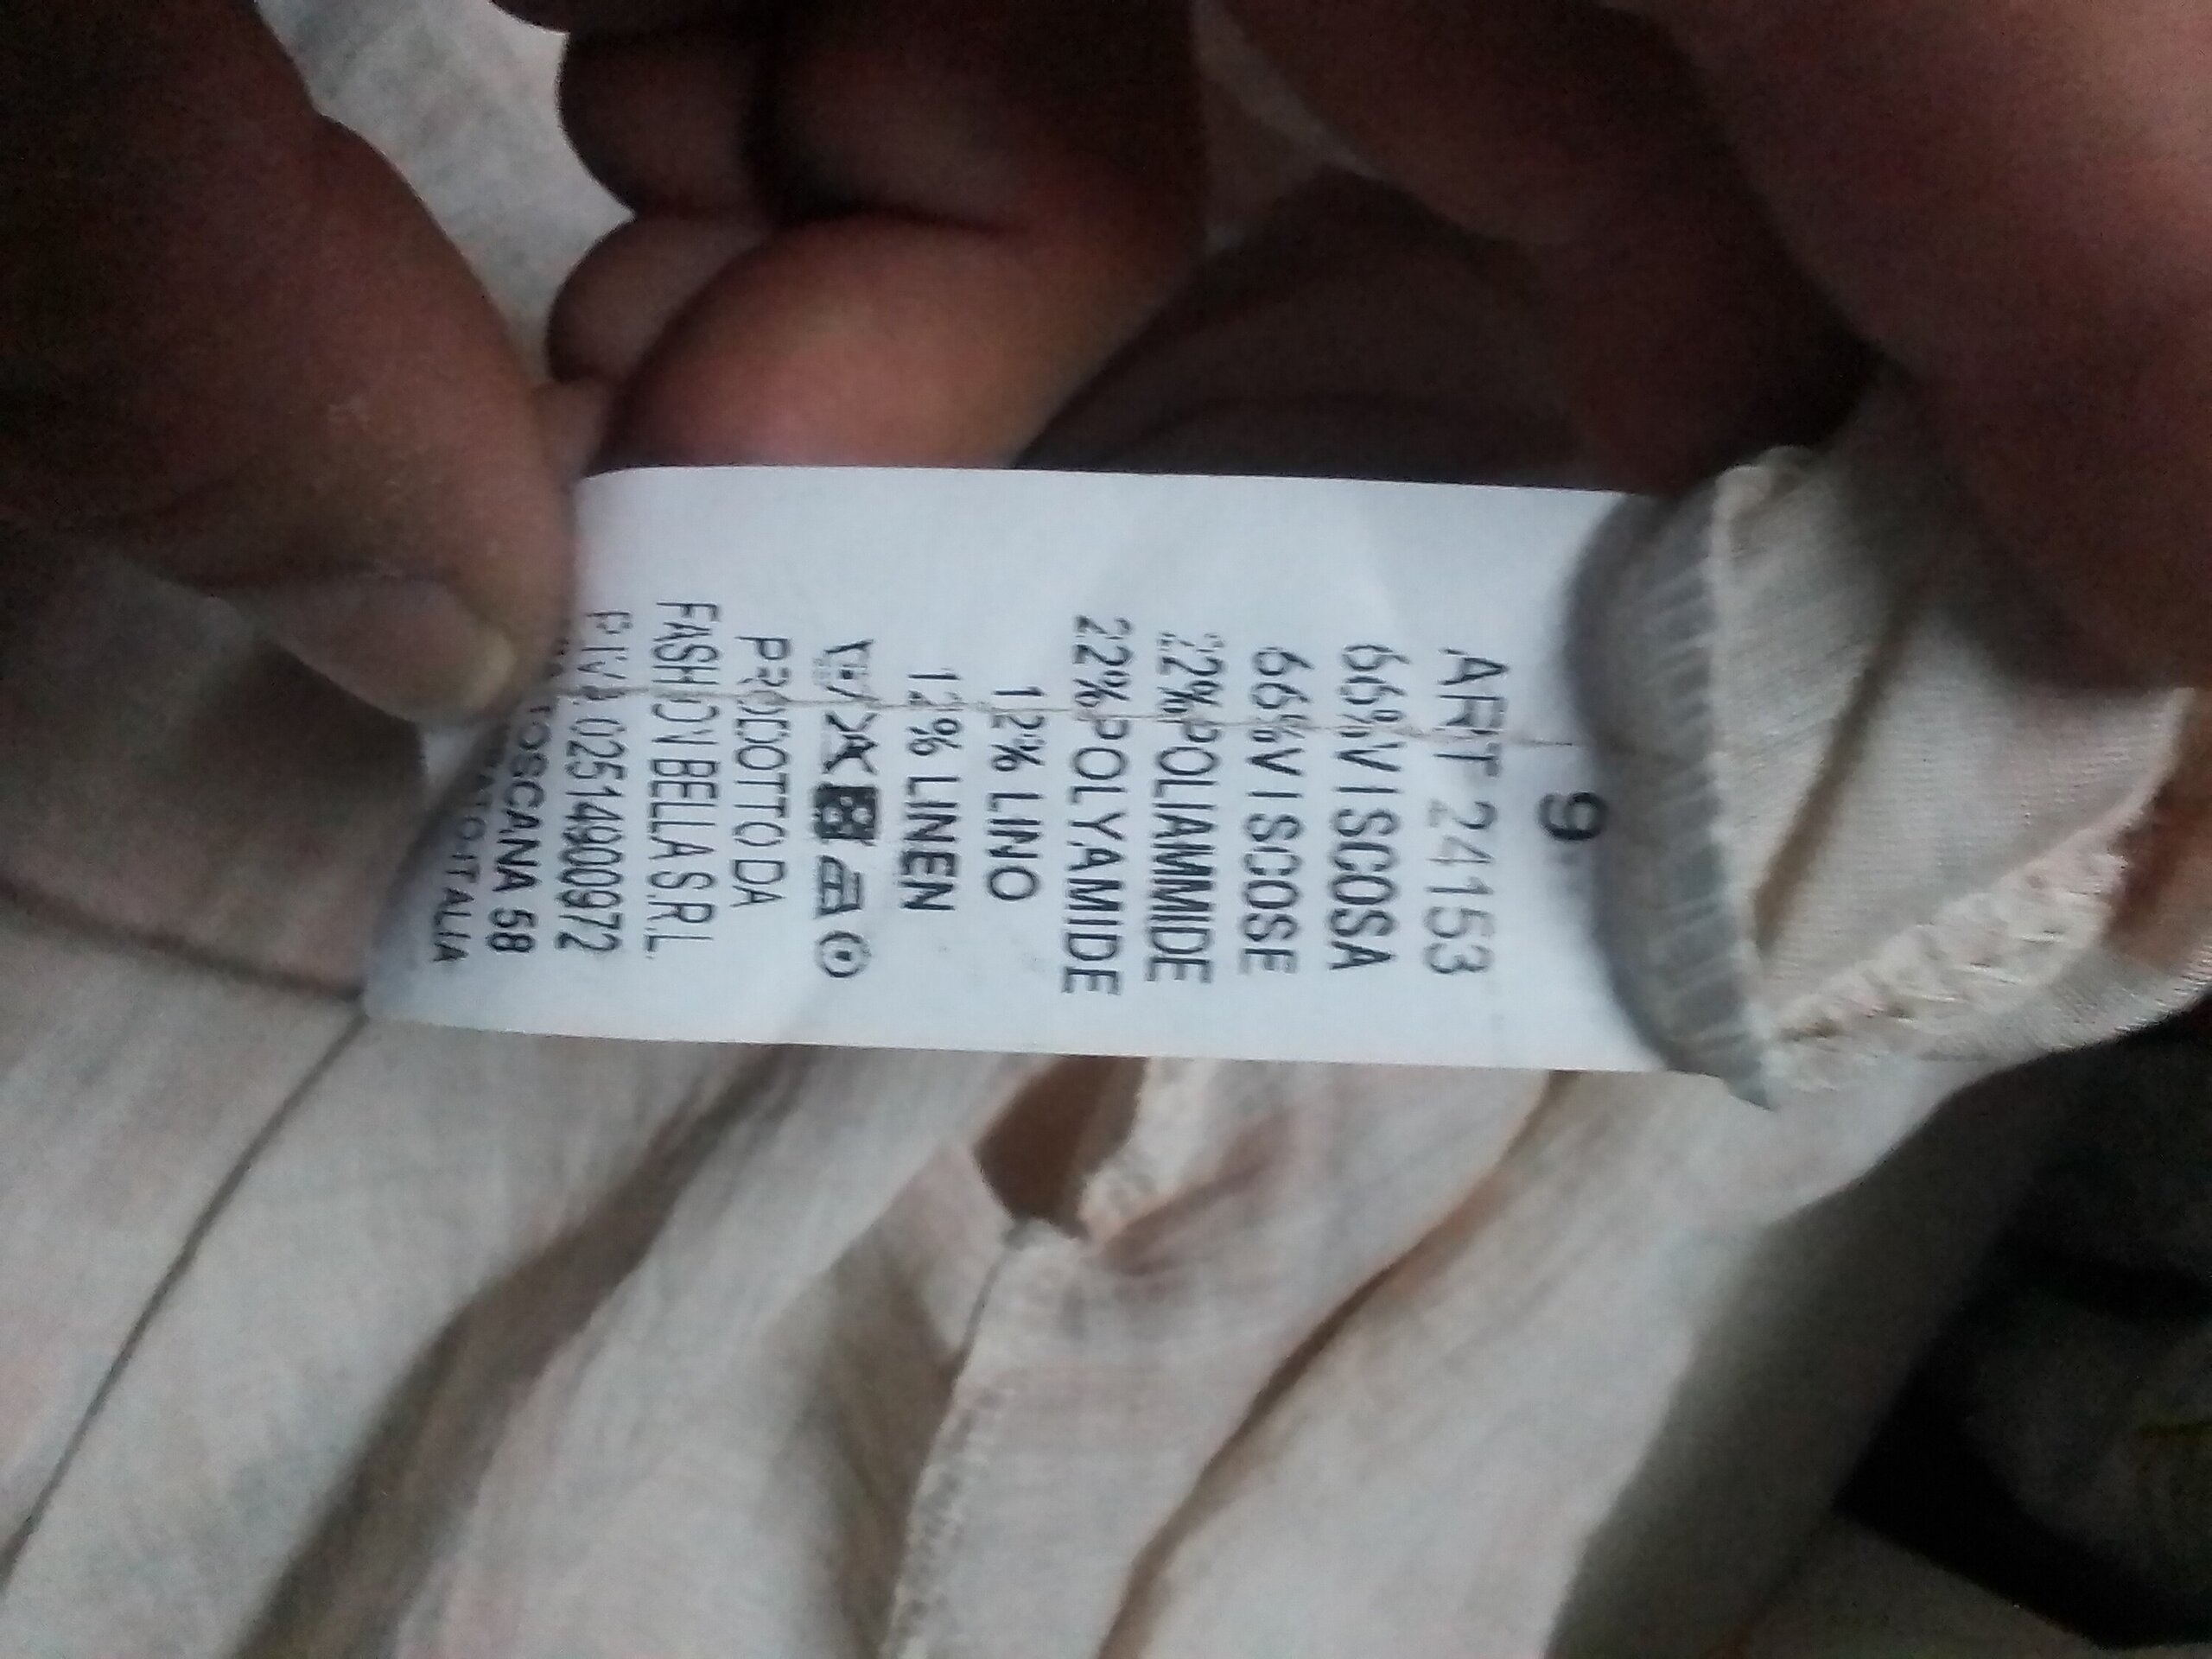 9
ART 24153
66%VISCOSA
66%VISCOSE
22%POLIAMMIDE
22%POLYAMIDE
12% LINO
12% LINEN
PRODOTTO DA
FASHION BELLA S.R.L.
P.IVA 02514900972
TOSCANA 58
ITALIA